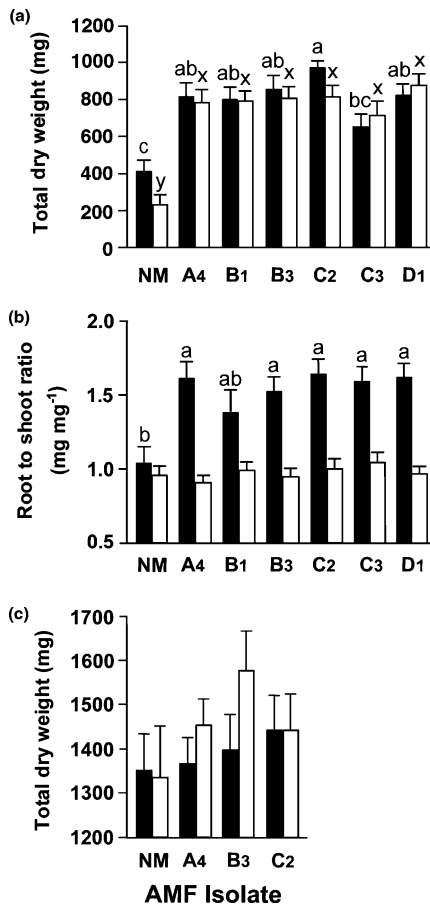 (a)
Total dry weight (mg)
1200
1000
800
600
400
200
0
c
y
ab
x
ab
x
ab
x
a
x
bc
x
ab
x
NM A4 B1 B3 C2 C3 D1
(b)
Root to shoot ratio
(mg mg-1)
2.0
1.5
1.0
0.5
b
a
ab
a
a
a
a
NM A4 B1 B3 C2 C3 D1
(c)
Total dry weight (mg)
1700
1600
1500
1400
1300
1200
NM A4 B3 C2
AMF Isolate